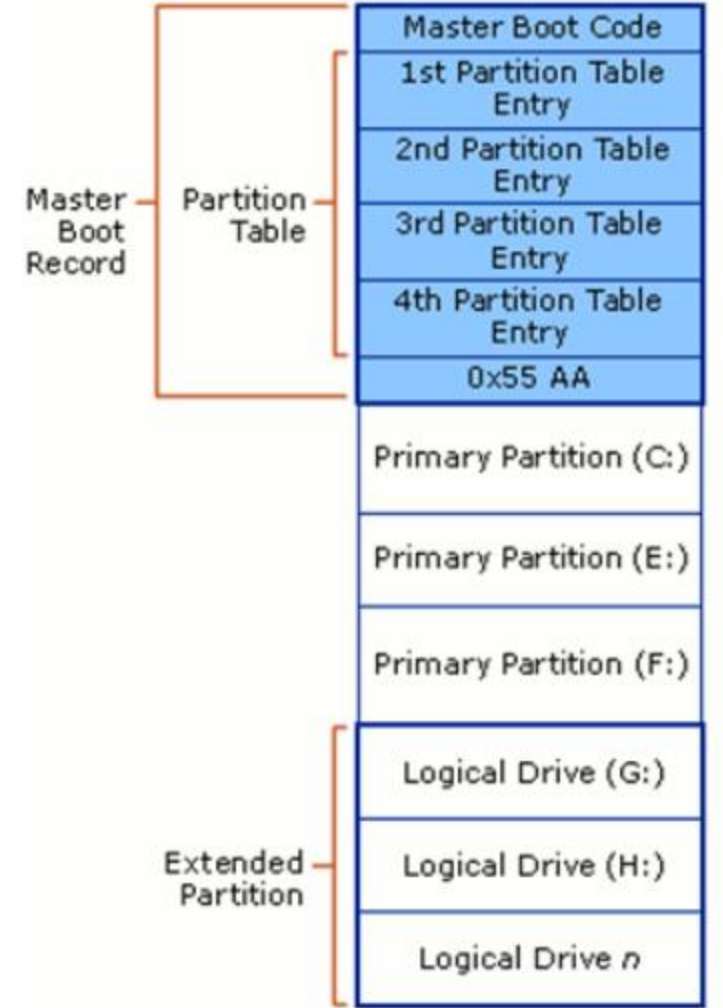 Master Boot Code
1st Partition Table
Entry
2nd Partition Table
Entry
3rd Partition Table
Entry
4th Partition Table
Entry
0x55 AA
Master
Boot
Record
Partition
Table
Primary Partition (C:)
Primary Partition (E:)
Primary Partition (F:)
Logical Drive (G:)
Logical Drive (H:)
Logical Drive n
Extended
Partition